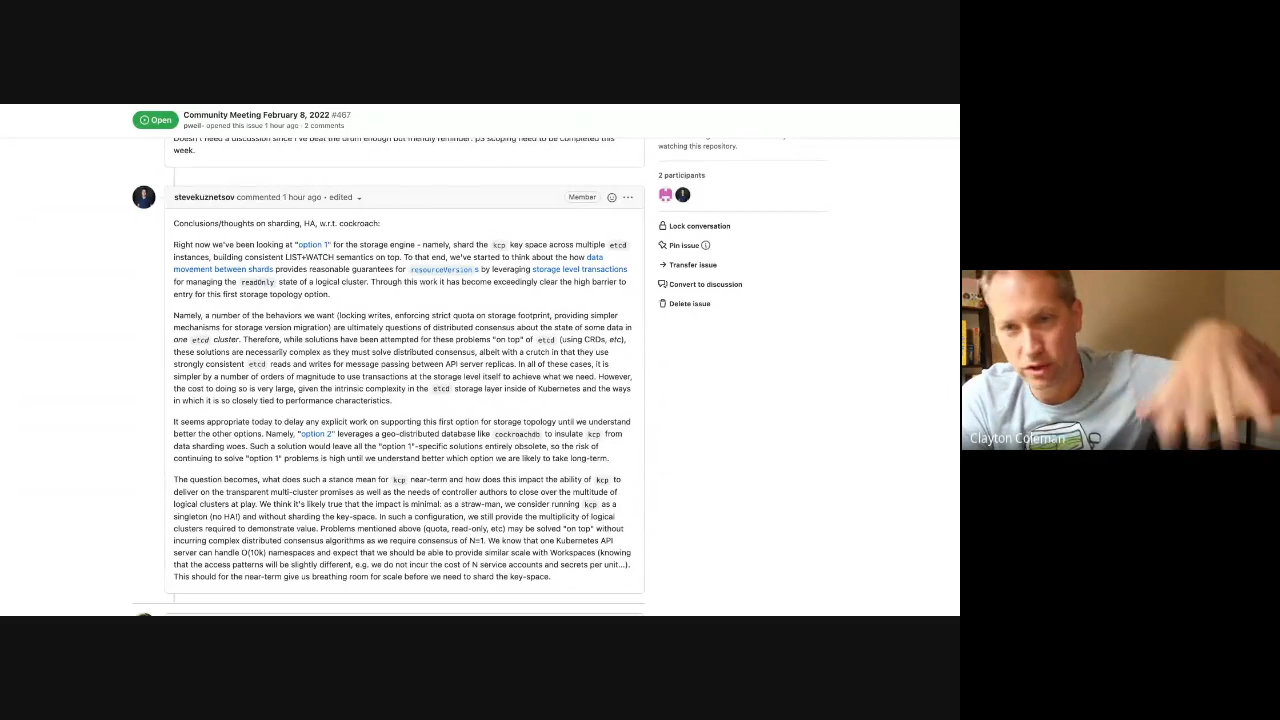 Open
Community Meeting February 8, 2022 #467
pweil- opened this issue 1 hour ago · 2 comments
Doesn't need a discussion since I've beat the drum enough but friendly reminder: p3 scoping need to be completed this
week.
watching this repository.
2 participants
Lock conversation
Pin issue
Transfer issue
Convert to discussion
Delete issue
stevekuznetsov commented 1 hour ago · edited
Member
Conclusions/thoughts on sharding, HA, w.r.t. cockroach:
Right now we've been looking at "option 1" for the storage engine - namely, shard the kcp key space across multiple etcd
instances, building consistent LIST+WATCH semantics on top. To that end, we've started to think about the how data
movement between shards provides reasonable guarantees for resourceVersion s by leveraging storage level transactions
for managing the readOnly state of a logical cluster. Through this work it has become exceedingly clear the high barrier to
entry for this first storage topology option.
Namely, a number of the behaviors we want (locking writes, enforcing strict quota on storage footprint, providing simpler
mechanisms for storage version migration) are ultimately questions of distributed consensus about the state of some data in
one etcd cluster. Therefore, while solutions have been attempted for these problems "on top" of etcd (using CRDs, etc),
these solutions are necessarily complex as they must solve distributed consensus, albeit with a crutch in that they use
strongly consistent etcd reads and writes for message passing between API server replicas. In all of these cases, it is
simpler by a number of orders of magnitude to use transactions at the storage level itself to achieve what we need. However,
the cost to doing so is very large, given the intrinsic complexity in the etcd storage layer inside of Kubernetes and the ways
in which it is so closely tied to performance characteristics.
It seems appropriate today to delay any explicit work on supporting this first option for storage topology until we understand
better the other options. Namely, "option 2" leverages a geo-distributed database like cockroachdb to insulate kcp from
data sharding woes. Such a solution would leave all the "option 1"-specific solutions entirely obsolete, so the risk of
continuing to solve "option 1" problems is high until we understand better which option we are likely to take long-term.
The question becomes, what does such a stance mean for kcp near-term and how does this impact the ability of kcp to
deliver on the transparent multi-cluster promises as well as the needs of controller authors to close over the multitude of
logical clusters at play. We think it's likely true that the impact is minimal: as a straw-man, we consider running kcp as a
singleton (no HA!) and without sharding the key-space. In such a configuration, we still provide the multiplicity of logical
clusters required to demonstrate value. Problems mentioned above (quota, read-only, etc) may be solved "on top" without
incurring complex distributed consensus algorithms as we require consensus of N=1. We know that one Kubernetes API
server can handle O(10k) namespaces and expect that we should be able to provide similar scale with Workspaces (knowing
that the access patterns will be slightly different, e.g. we do not incur the cost of N service accounts and secrets per unit...).
This should for the near-term give us breathing room for scale before we need to shard the key-space.
Clayton Coleman